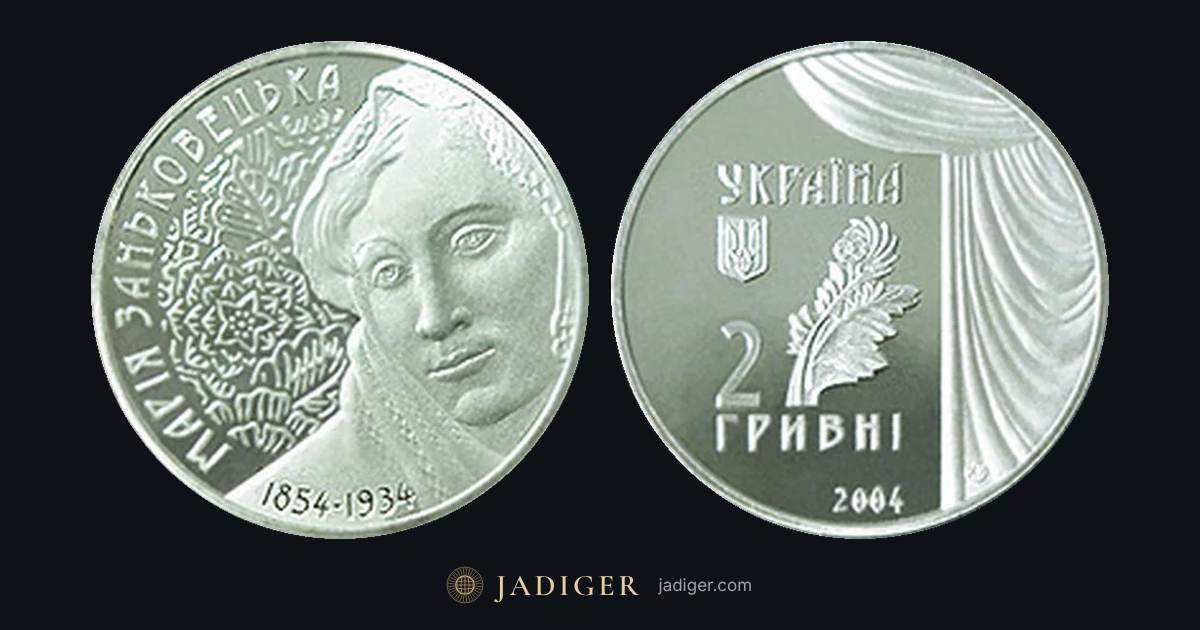 МАРІЯ ЗАНЬКОВЕЦЬКА
1854-1934
УКРАЇНА
2
ГРИВНІ
2004
JADIGER jadiger.com